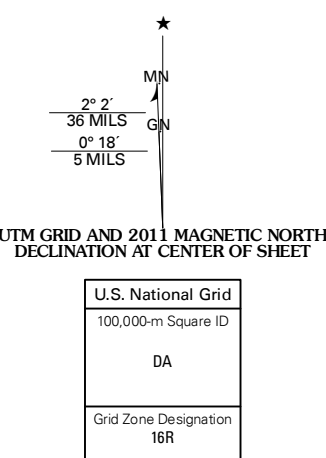 ★
MN
2° 2´
36 MILS
GN
0° 18´
5 MILS
UTM GRID AND 2011 MAGNETIC NORTH
DECLINATION AT CENTER OF SHEET
U.S. National Grid
100,000-m Square ID
DA
Grid Zone Designation
16R